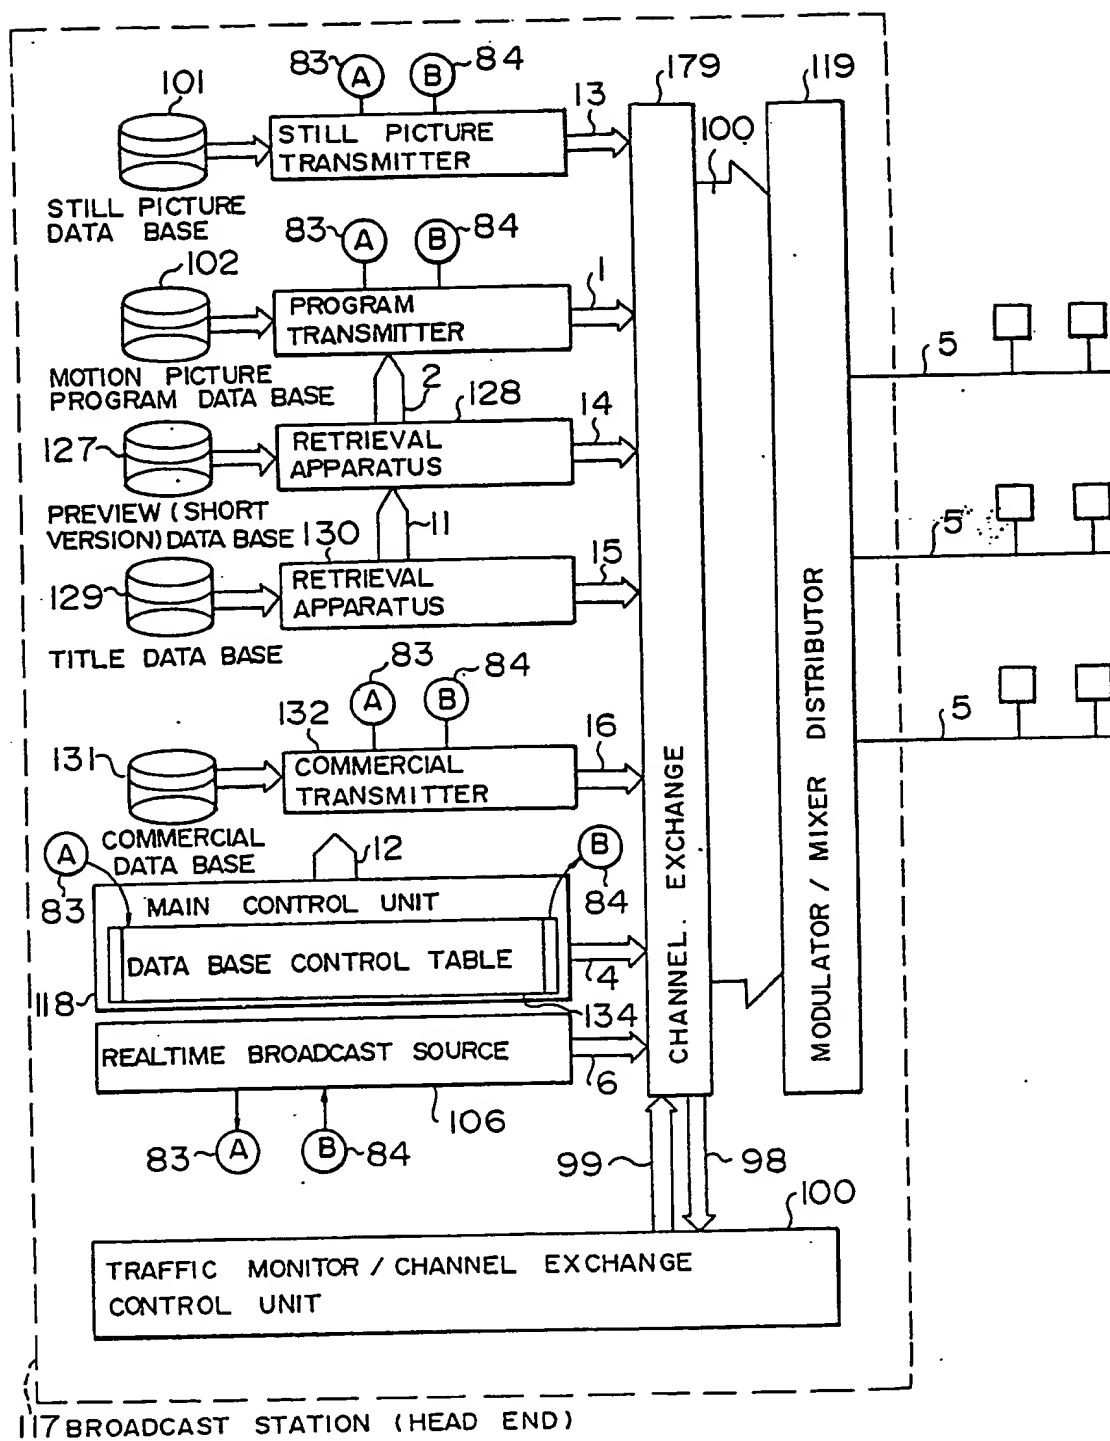 83 A B 84 179 119
101 13 100
STILL PICTURE
TRANSMITTER
STILL PICTURE
DATA BASE
83 A B 84
102 1
PROGRAM
TRANSMITTER
MOTION PICTURE
PROGRAM DATA BASE
2 128 5
127 14
RETRIEVAL
APPARATUS
PREVIEW (SHORT
VERSION) DATA BASE
130 11 5
129 15
RETRIEVAL
APPARATUS
TITLE DATA BASE
83 A B 84
132 16 5
131
COMMERCIAL
TRANSMITTER
COMMERCIAL
DATA BASE
A 83 12 B 84
MAIN CONTROL UNIT
DATA BASE CONTROL TABLE
118 134 4
REALTIME BROADCAST SOURCE
6
83 A B 84 106
CHANNEL. EXCHANGE
MODULATOR / MIXER DISTRIBUTOR
99 98
100
TRAFFIC MONITOR / CHANNEL EXCHANGE
CONTROL UNIT
117 BROADCAST STATION (HEAD END)